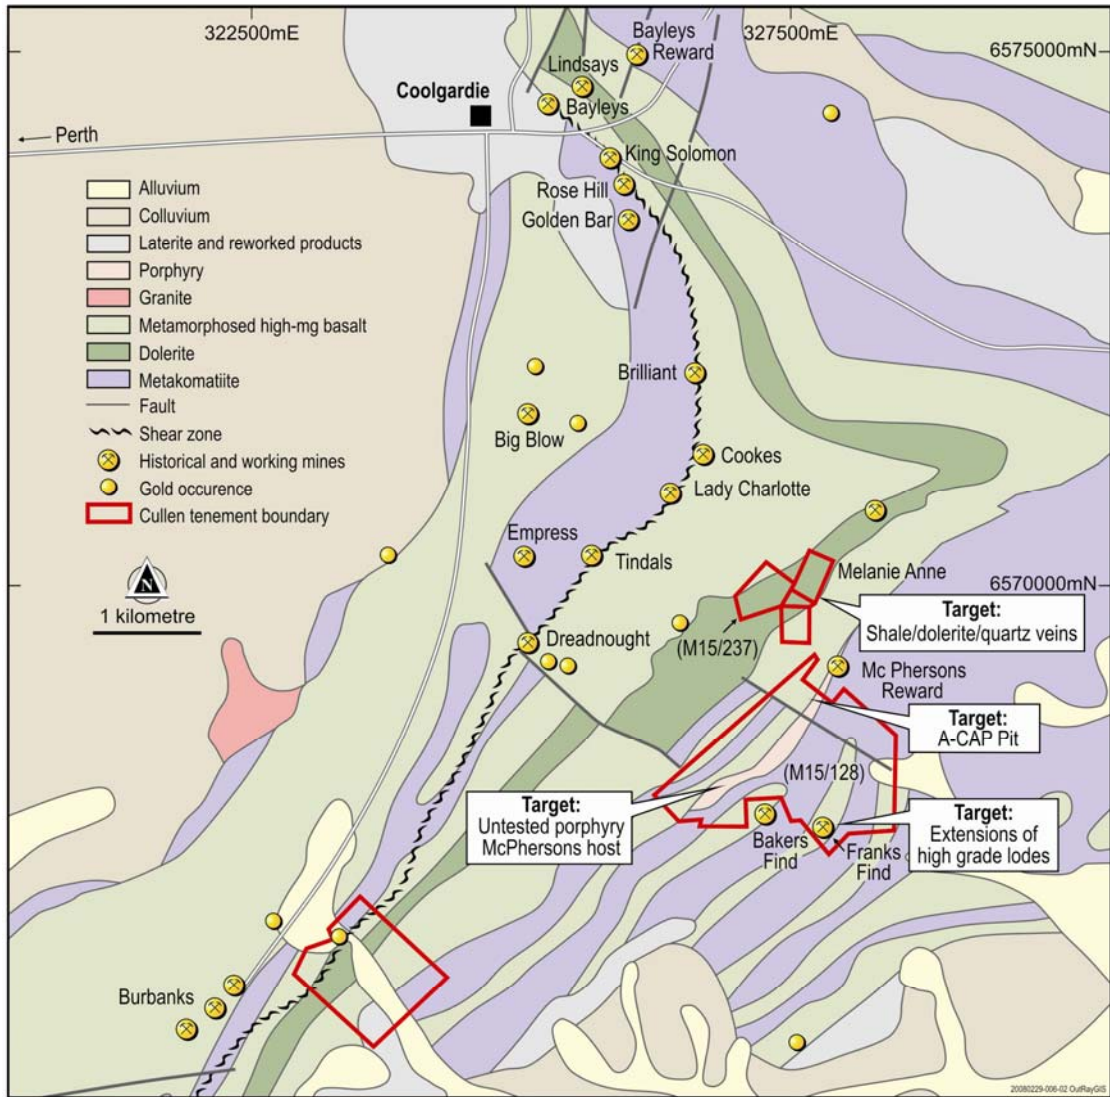 322500mE
327500mE
6575000mN
Bayleys
Reward
Lindsays
Bayleys
Coolgardie
Perth
King Solomon
Rose Hill
Golden Bar
Alluvium
Colluvium
Laterite and reworked products
Porphyry
Granite
Metamorphosed high-mg basalt
Dolerite
Metakomatiite
Fault
Shear zone
Historical and working mines
Gold occurence
Cullen tenement boundary
N
1 kilometre
Brilliant
Big Blow
Cookes
Lady Charlotte
Empress
Tindals
Melanie Anne
6570000mN
Target:
Shale/dolerite/quartz veins
Dreadnought
(M15/237)
Mc Phersons
Reward
Target:
A-CAP Pit
(M15/128)
Target:
Untested porphyry
McPhersons host
Target:
Extensions of
high grade lodes
Bakers
Find
Franks
Find
Burbanks
20080229-006-02 OutRayGIS